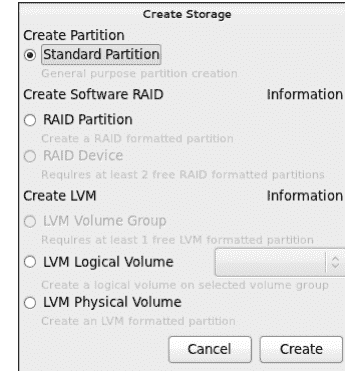 Create Storage
Create Partition
Standard Partition
General purpose partition creation
Create Software RAID Information
RAID Partition
Create a RAID formatted partition
RAID Device
Requires at least 2 free RAID formatted partitions
Create LVM Information
LVM Volume Group
Requires at least 1 free LVM formatted partition
LVM Logical Volume
Create a logical volume on selected volume group
LVM Physical Volume
Create an LVM formatted partition
Cancel Create